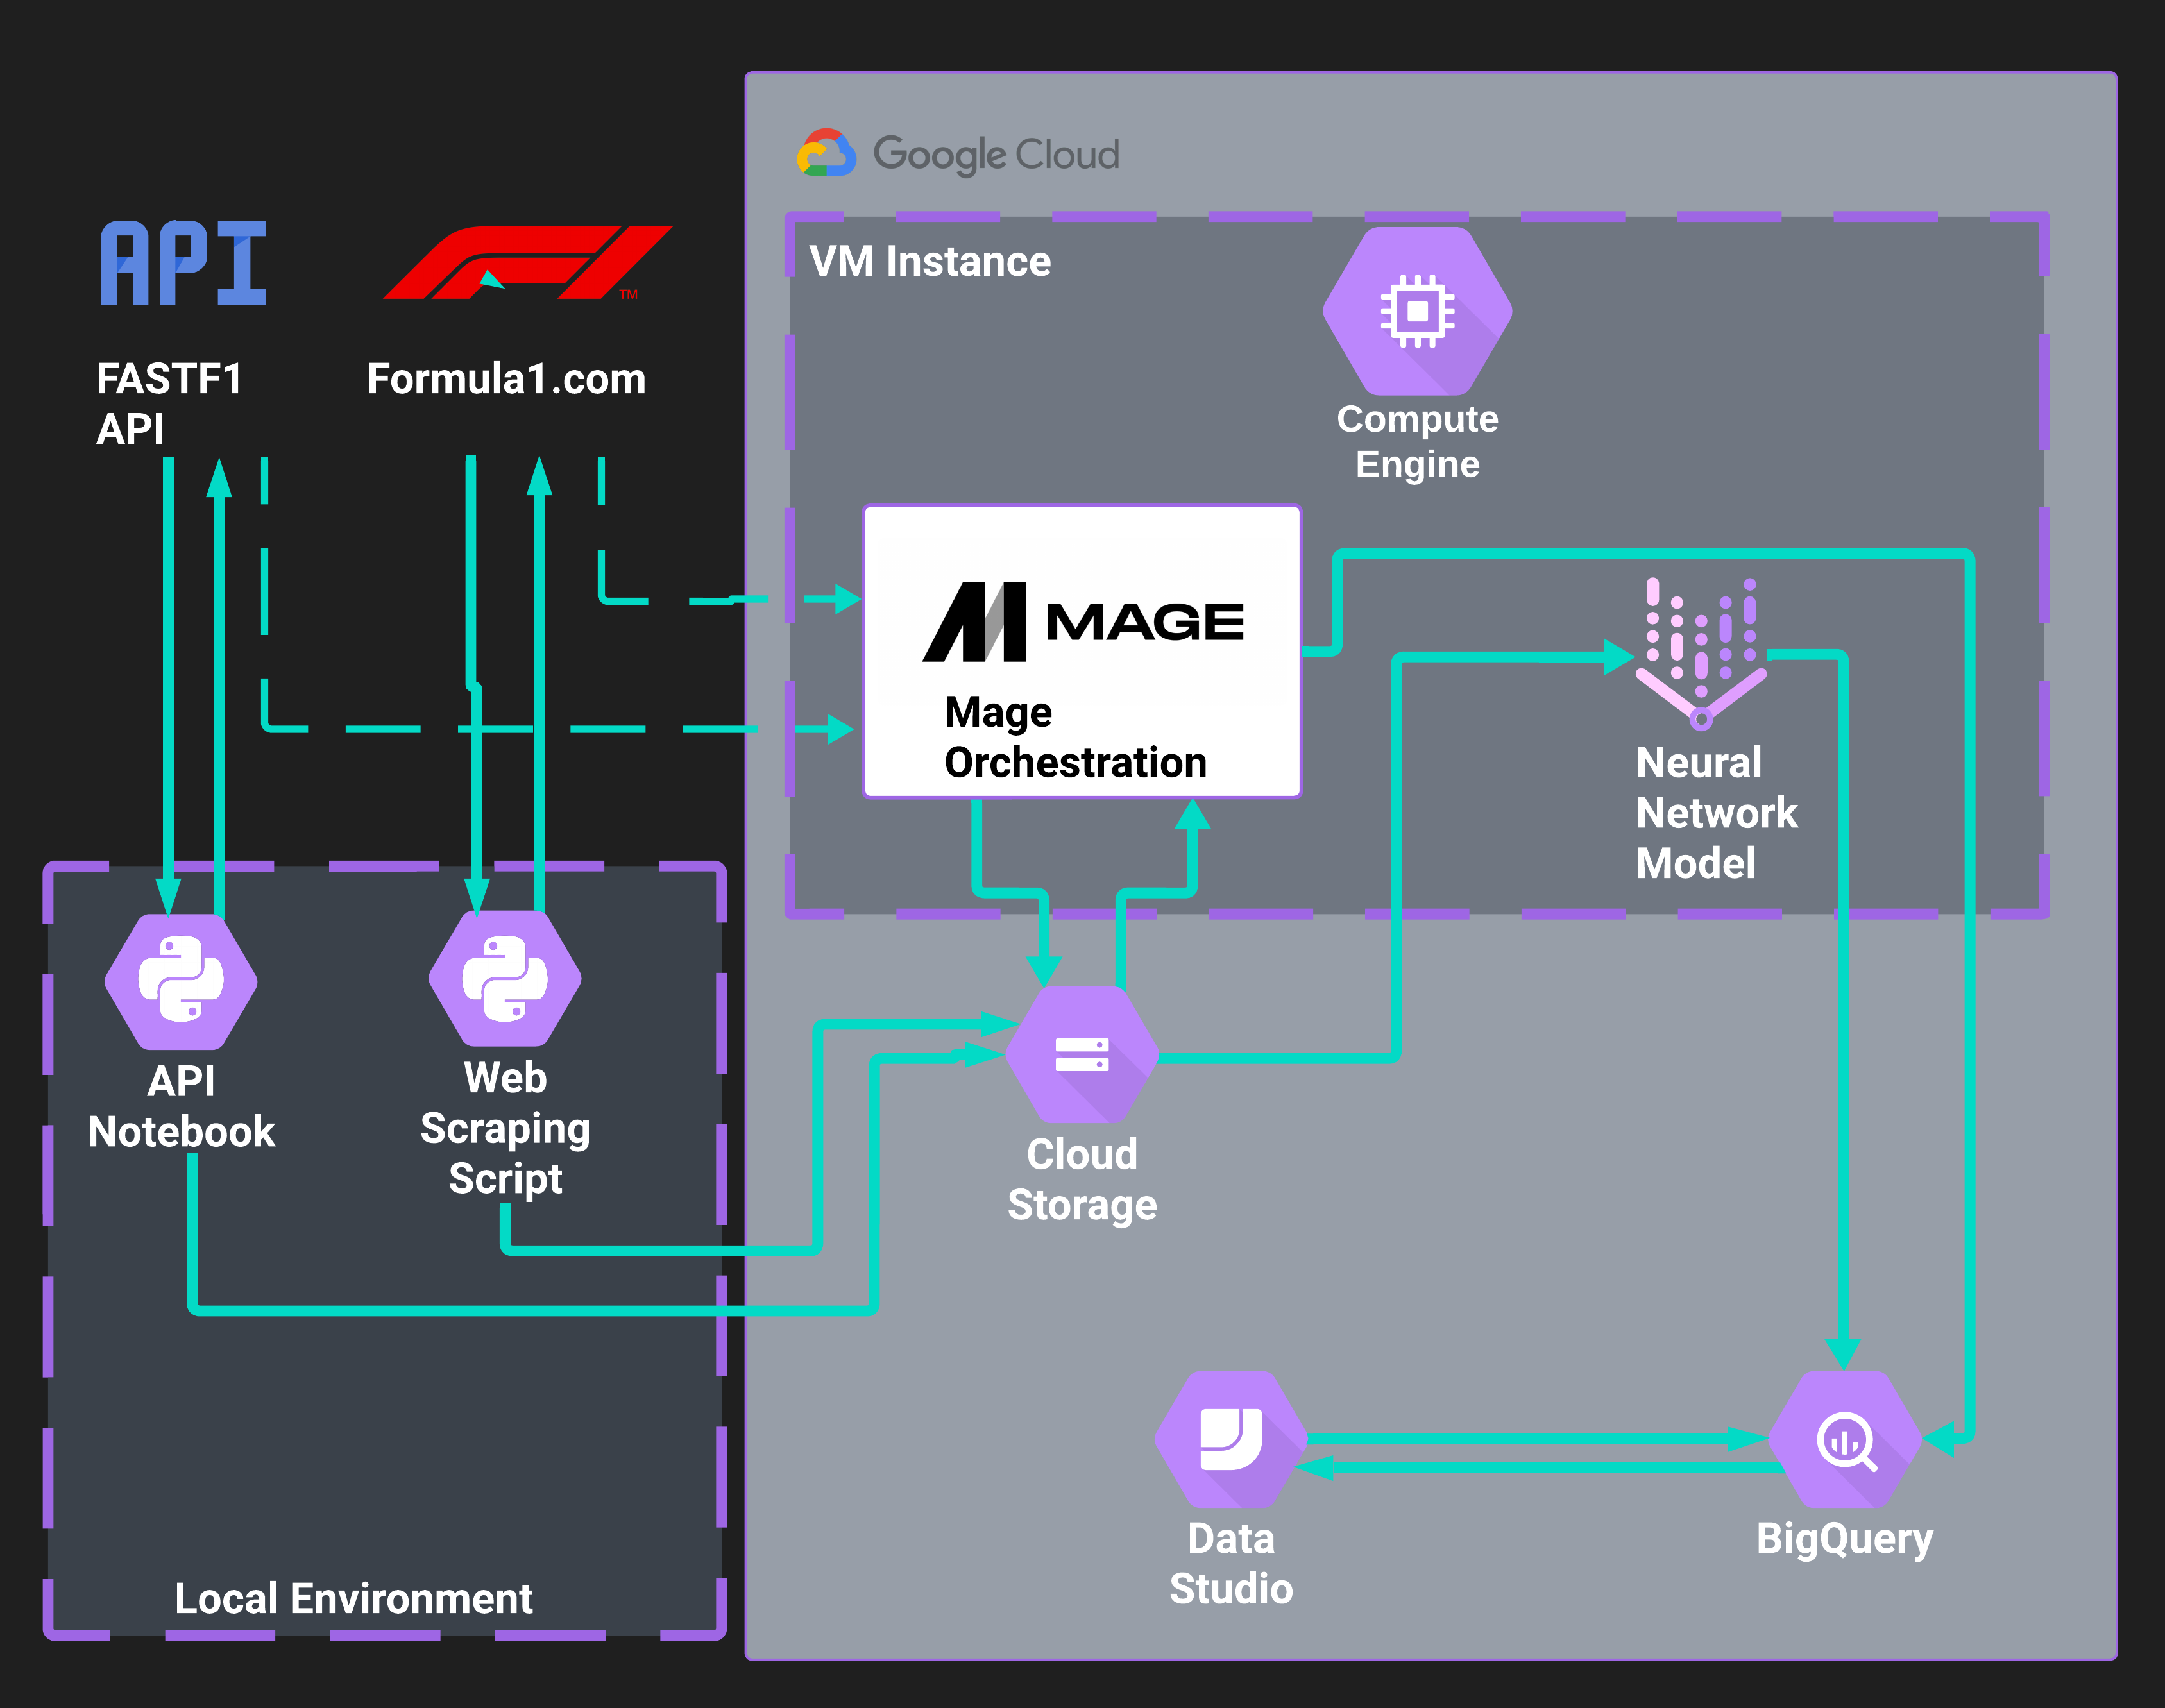 Google Cloud
API
TM
VM Instance
FASTF1
API
Formula1.com
Compute
Engine
MAGE
Mage
Orchestration
Neural
Network
Model
API
Notebook
Web
Scraping
Script
Cloud
Storage
Data
Studio
BigQuery
Local Environment